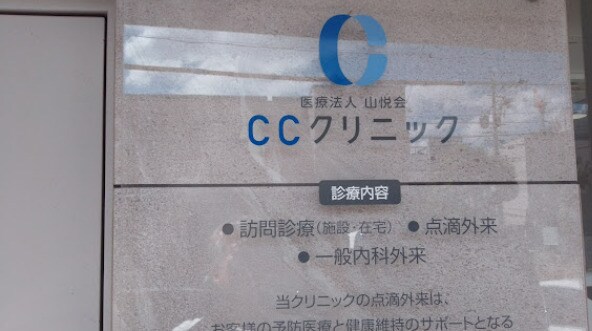 医療法人 山悦会
CCクリニック
診療内容
● 訪問診療(施設・在宅) ● 点滴外来
● 一般内科外来
当クリニックの点滴外来は、
お客様の予防医療と健康維持のサポートとなる